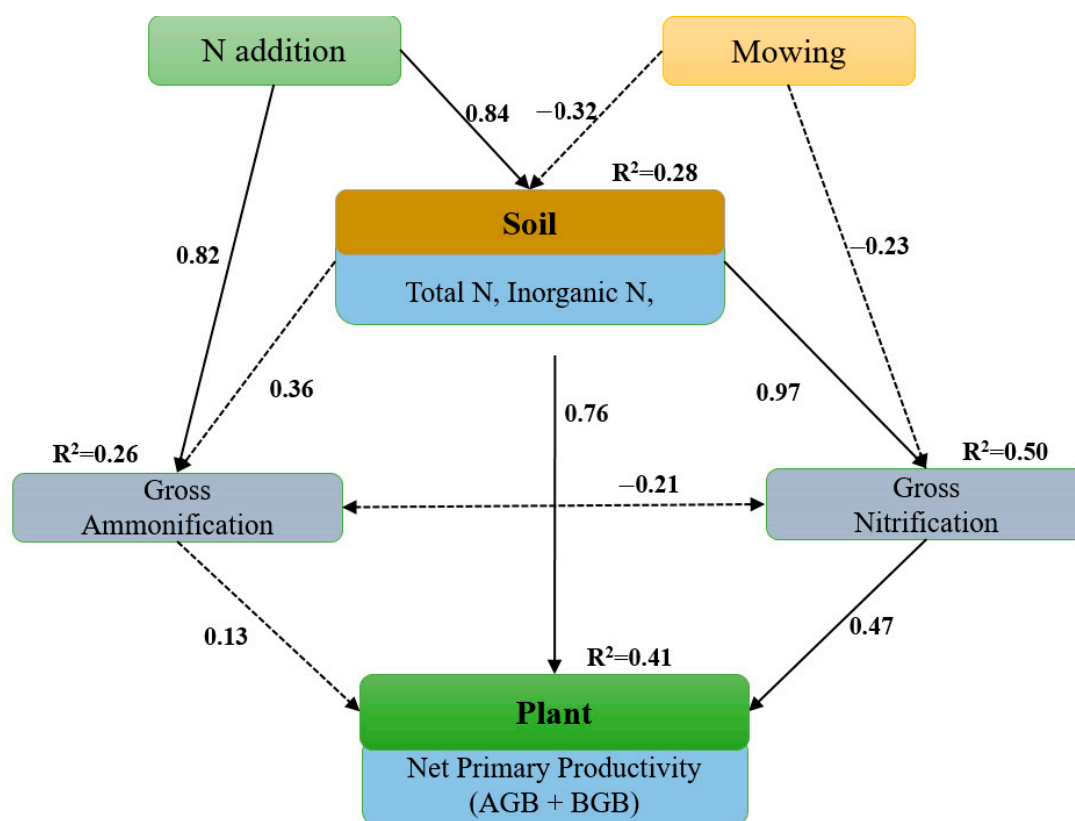 N addition
Mowing
0.84
−0.32
R²=0.28
Soil
0.82
−0.23
Total N, Inorganic N,
0.36
0.76
0.97
R²=0.26
R²=0.50
Gross
Ammonification
−0.21
Gross
Nitrification
0.13
0.47
R²=0.41
Plant
Net Primary Productivity
(AGB + BGB)